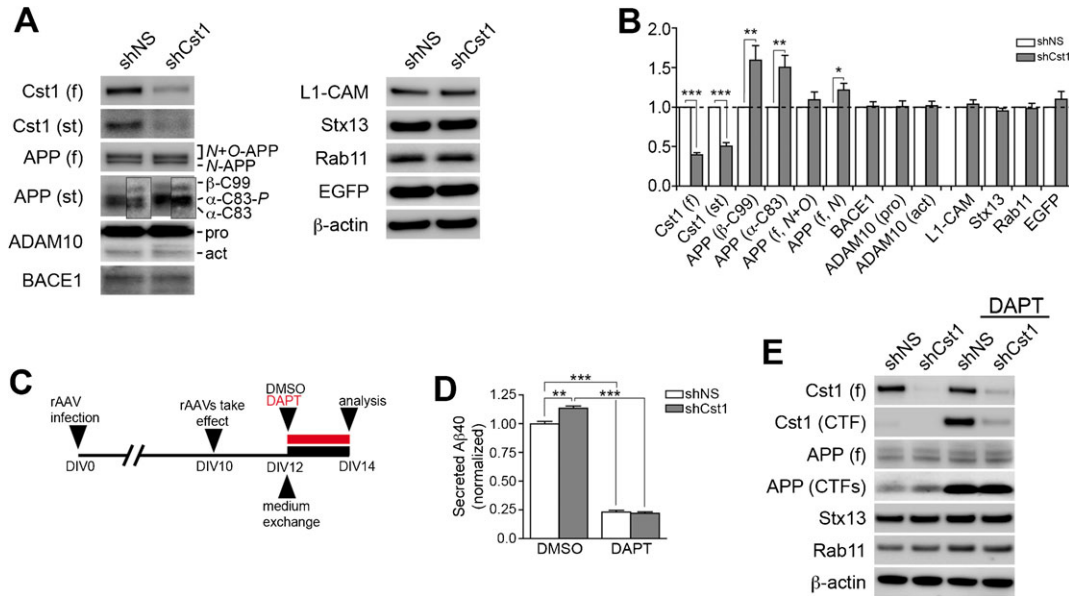 A
shNS
shCst1
Cst1 (f)
Cst1 (st)
APP (f)
N+O-APP
N-APP
APP (st)
β-C99
α-C83-P
α-C83
ADAM10
pro
act
BACE1
shNS
shCst1
L1-CAM
Stx13
Rab11
EGFP
β-actin
B
shNS
shCst1
2.0
1.5
1.0
0.5
0.0
***
***
**
**
*
Cst1 (f)
Cst1 (st)
APP (β-C99)
APP (α-C83)
APP (f, N+O)
APP (f, N)
BACE1
ADAM10 (pro)
ADAM10 (act)
L1-CAM
Stx13
Rab11
EGFP
C
rAAV
infection
rAAVs take
effect
DMSO
DAPT
analysis
DIV0
DIV10
DIV12
DIV14
medium
exchange
D
Secreted Aβ40
(normalized)
1.25
1.00
0.75
0.50
0.25
0
***
**
***
shNS
shCst1
DMSO
DAPT
E
DAPT
shNS
shCst1
shNS
shCst1
Cst1 (f)
Cst1 (CTF)
APP (f)
APP (CTFs)
Stx13
Rab11
β-actin